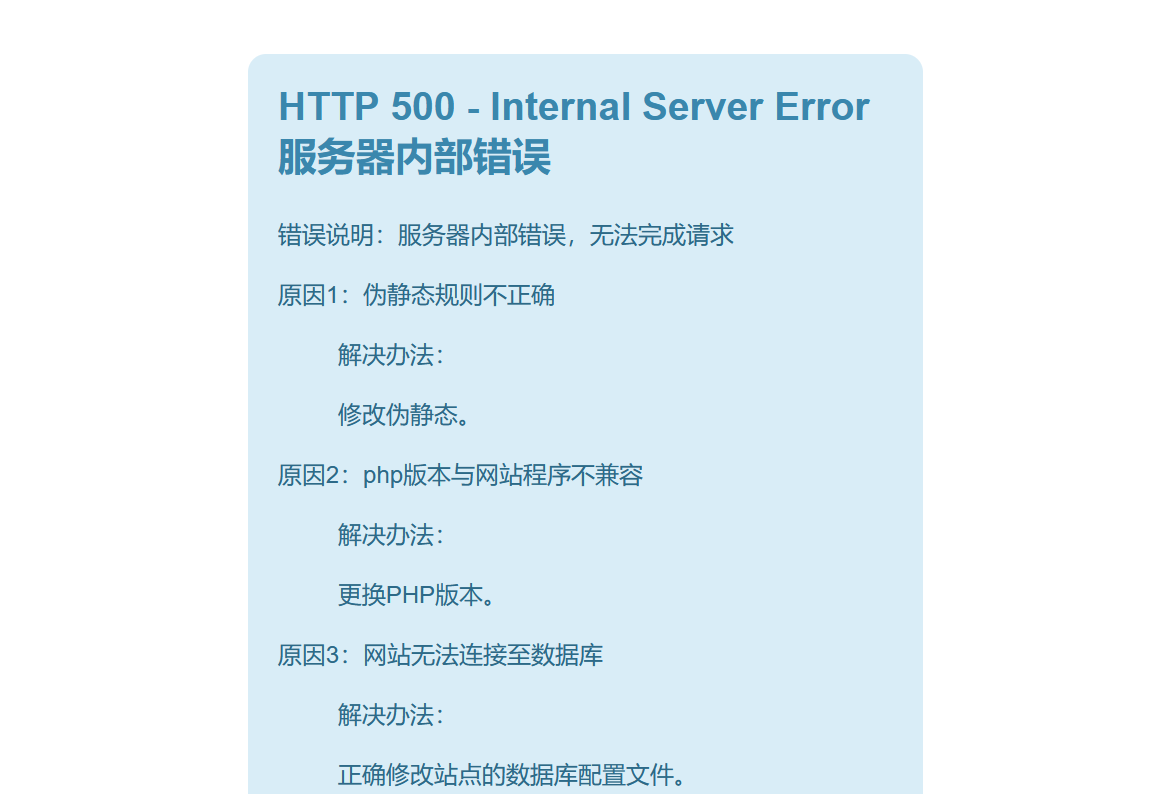 HTTP 500 - Internal Server Error
服务器内部错误
错误说明：服务器内部错误，无法完成请求
原因1：伪静态规则不正确
解决办法：
修改伪静态。
原因2：php版本与网站程序不兼容
解决办法：
更换PHP版本。
原因3：网站无法连接至数据库
解决办法：
正确修改站点的数据库配置文件。